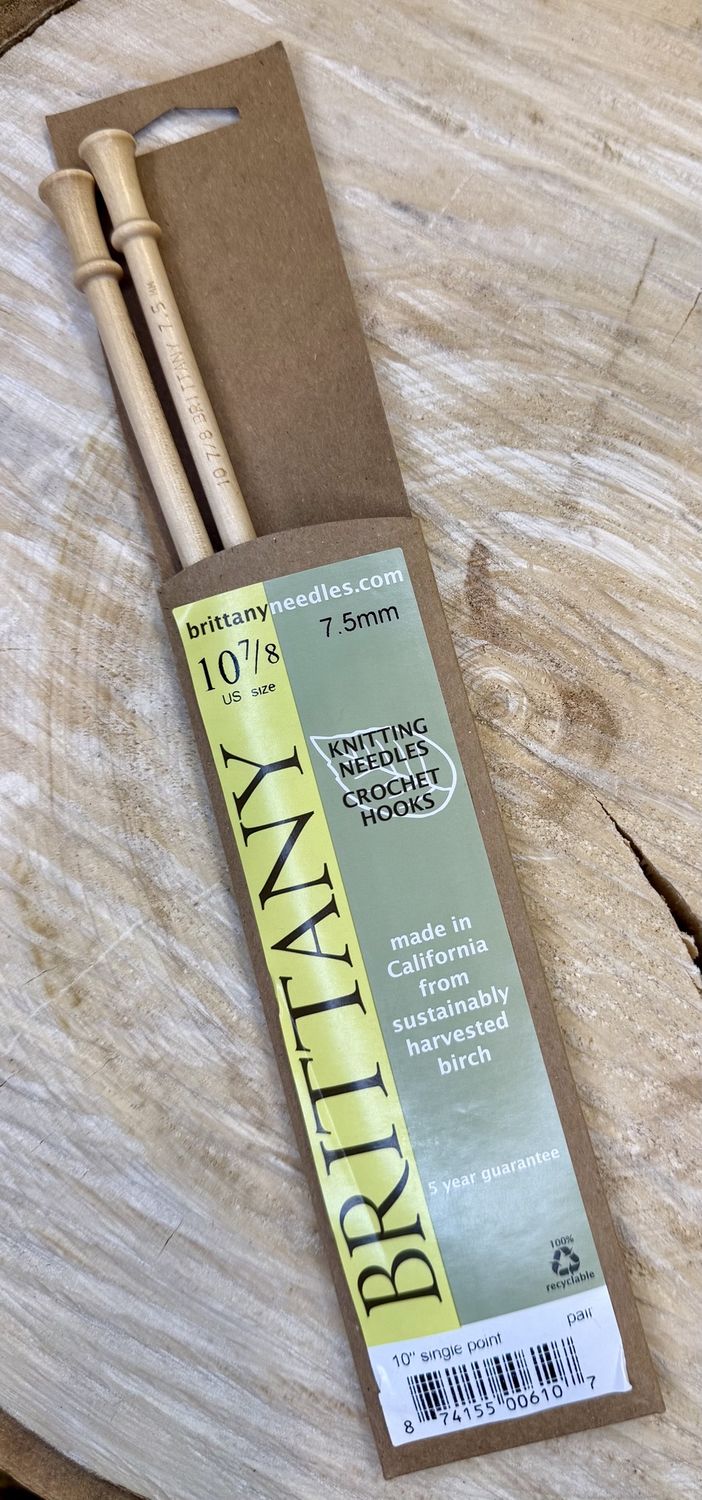 10 7/8 BRITTANY 7.5 MM
brittanyneedles.com
10 7/8
US size
7.5mm
KNITTING
NEEDLES
CROCHET
HOOKS
BRITTANY
made in
California
from
sustainably
harvested
birch
5 year guarantee
100%
recyclable
10" single point pair
8 74155 00610 7